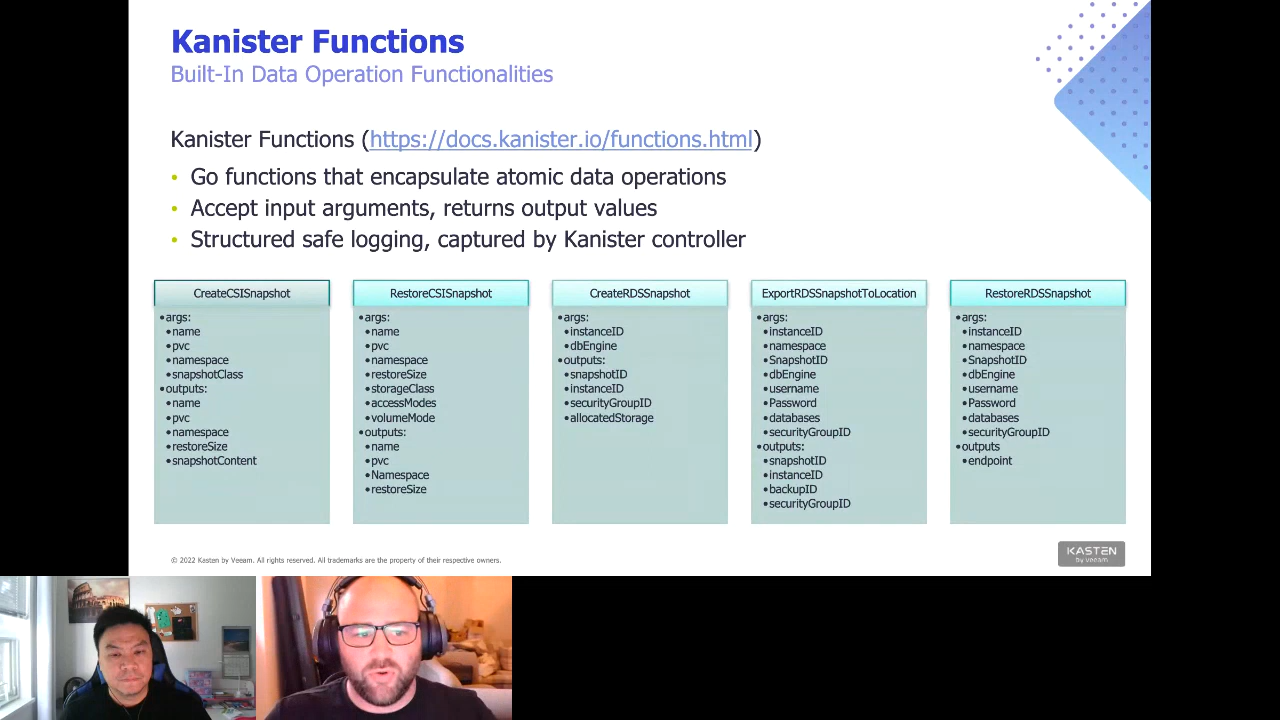 Kanister Functions
Built-In Data Operation Functionalities
Kanister Functions (https://docs.kanister.io/functions.html)
• Go functions that encapsulate atomic data operations
• Accept input arguments, returns output values
• Structured safe logging, captured by Kanister controller
CreateCSISnapshot
•args:
•name
•pvc
•namespace
•snapshotClass
•outputs:
•name
•pvc
•namespace
•restoreSize
•snapshotContent
RestoreCSISnapshot
•args:
•name
•pvc
•namespace
•restoreSize
•storageClass
•accessModes
•volumeMode
•outputs:
•name
•pvc
•Namespace
•restoreSize
CreateRDSSnapshot
•args:
•instanceID
•dbEngine
•outputs:
•snapshotID
•instanceID
•securityGroupID
•allocatedStorage
ExportRDSSnapshotToLocation
•args:
•instanceID
•namespace
•SnapshotID
•dbEngine
•username
•Password
•databases
•securityGroupID
•outputs:
•snapshotID
•instanceID
•backupID
•securityGroupID
RestoreRDSSnapshot
•args:
•instanceID
•namespace
•SnapshotID
•dbEngine
•username
•Password
•databases
•securityGroupID
•outputs
•endpoint
© 2022 Kasten by Veeam. All rights reserved. All trademarks are the property of their respective owners.
KASTEN
by veeam